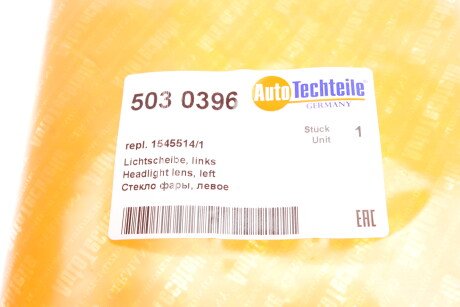 503 0396
AutoTechteile
GERMANY
repl. 1545514/1
Stuck
Unit
1
Lichtscheibe, links
Headlight lens, left
Стекло фары, левое
EAC